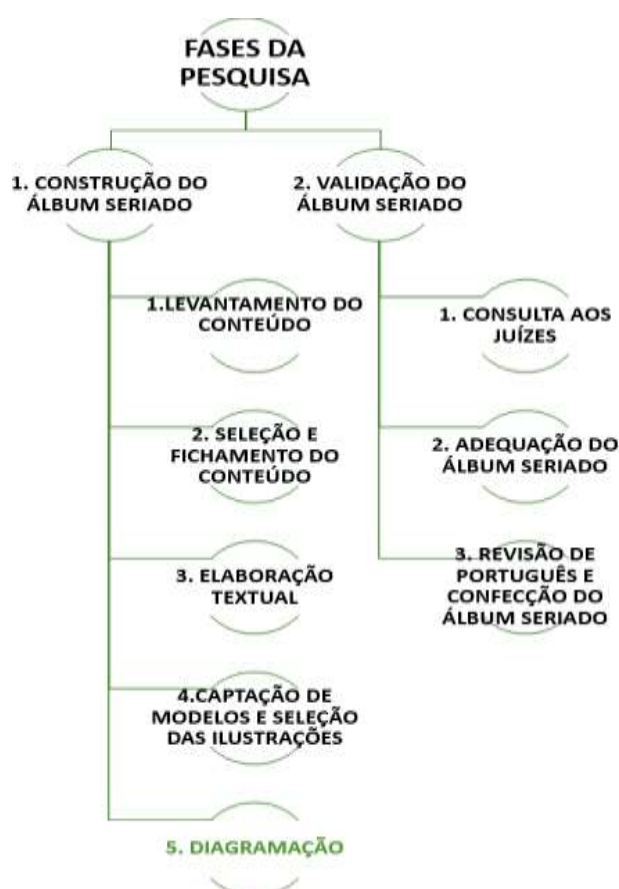 FASES DA
PESQUISA
1. CONSTRUÇÃO DO
ÁLBUM SERIADO
2. VALIDAÇÃO DO
ÁLBUM SERIADO
1.LEVANTAMENTO DO
CONTEÚDO
2. SELEÇÃO E
FICHAMENTO DO
CONTEÚDO
3. ELABORAÇÃO
TEXTUAL
4.CAPTAÇÃO DE
MODELOS E SELEÇÃO
DAS ILUSTRAÇÕES
5. DIAGRAMAÇÃO
1. CONSULTA AOS
JUÍZES
2. ADEQUAÇÃO DO
ÁLBUM SERIADO
3. REVISÃO DE
PORTUGUÊS E
CONFECÇÃO DO
ÁLBUM SERIADO